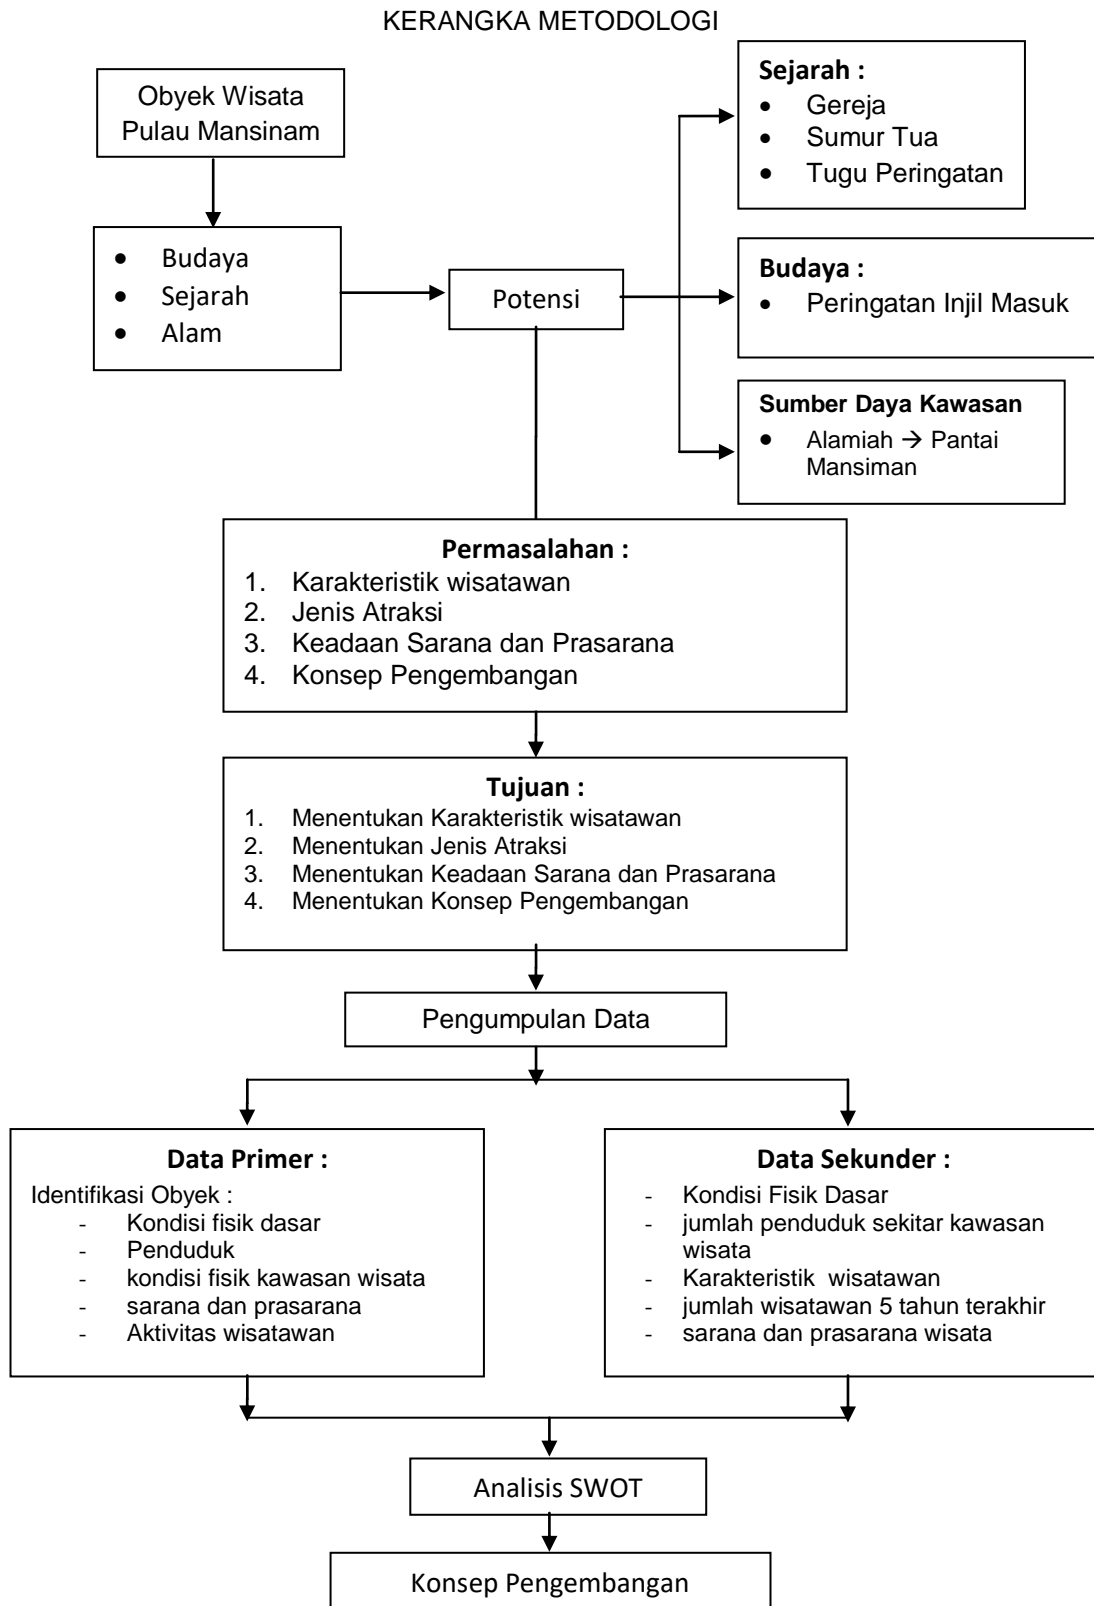 KERANGKA METODOLOGI
Obyek Wisata
Pulau Mansinam
• Budaya
• Sejarah
• Alam
Potensi
Sejarah :
• Gereja
• Sumur Tua
• Tugu Peringatan
Budaya :
• Peringatan Injil Masuk
Sumber Daya Kawasan
• Alamiah → Pantai
Mansiman
Permasalahan :
1. Karakteristik wisatawan
2. Jenis Atraksi
3. Keadaan Sarana dan Prasarana
4. Konsep Pengembangan
Tujuan :
1. Menentukan Karakteristik wisatawan
2. Menentukan Jenis Atraksi
3. Menentukan Keadaan Sarana dan Prasarana
4. Menentukan Konsep Pengembangan
Pengumpulan Data
Data Primer :
Identifikasi Obyek :
- Kondisi fisik dasar
- Penduduk
- kondisi fisik kawasan wisata
- sarana dan prasarana
- Aktivitas wisatawan
Data Sekunder :
- Kondisi Fisik Dasar
- jumlah penduduk sekitar kawasan
wisata
- Karakteristik wisatawan
- jumlah wisatawan 5 tahun terakhir
- sarana dan prasarana wisata
Analisis SWOT
Konsep Pengembangan